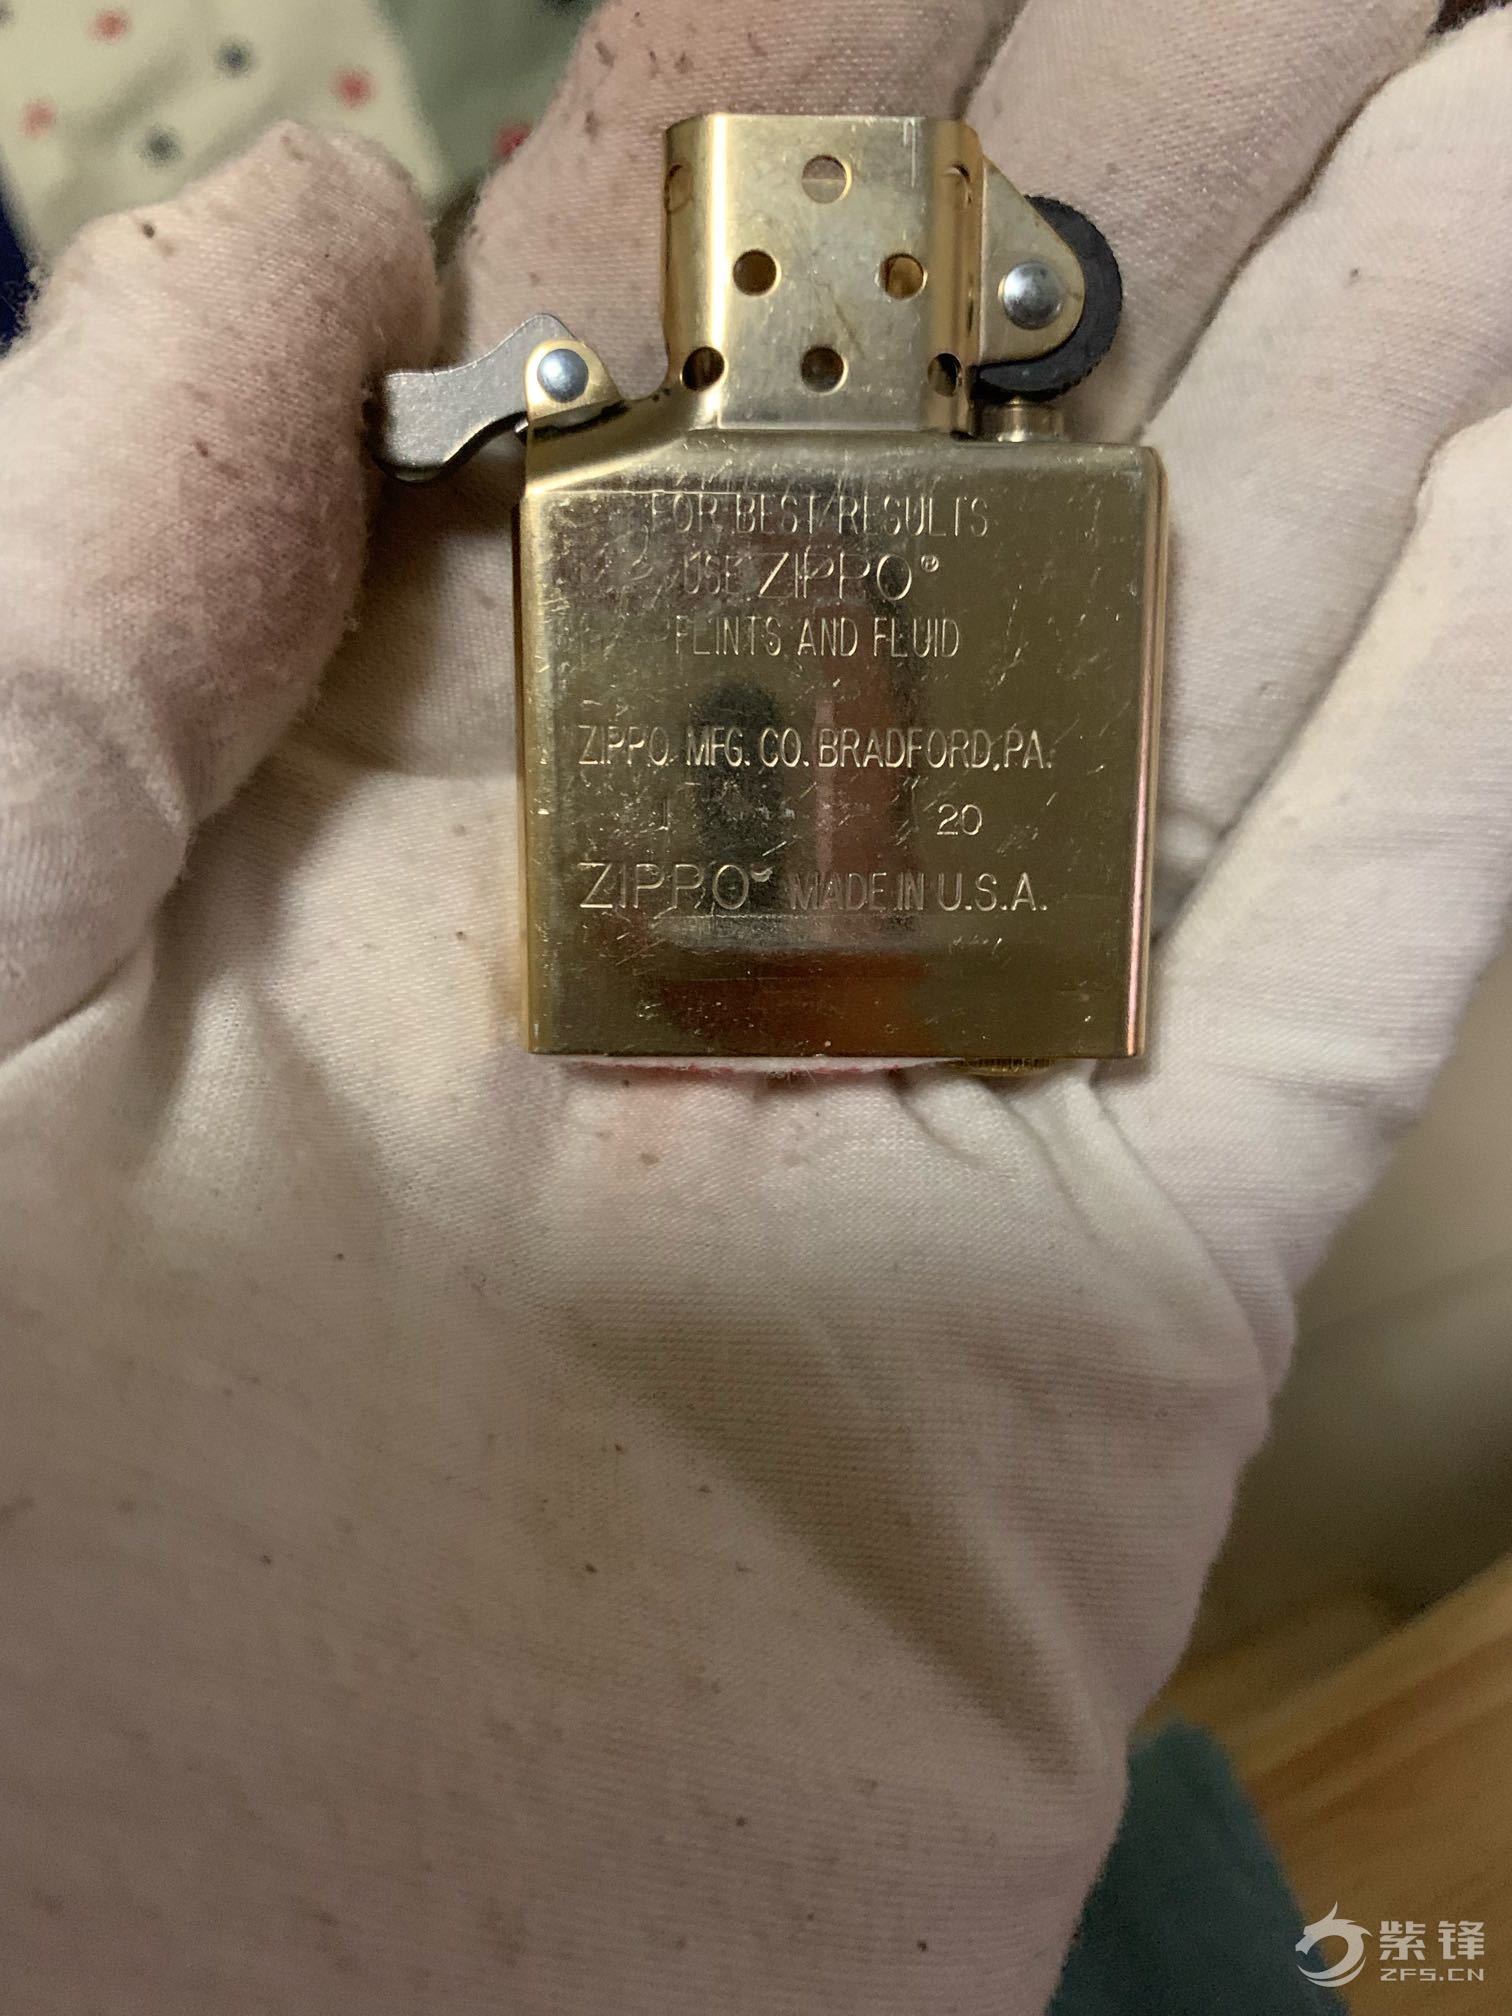 FOR BEST RESULTS
USE ZIPPO®
FLINTS AND FLUID
ZIPPO MFG. CO. BRADFORD, PA.
J 20
ZIPPO® MADE IN U.S.A.
紫锋
ZFS.CN